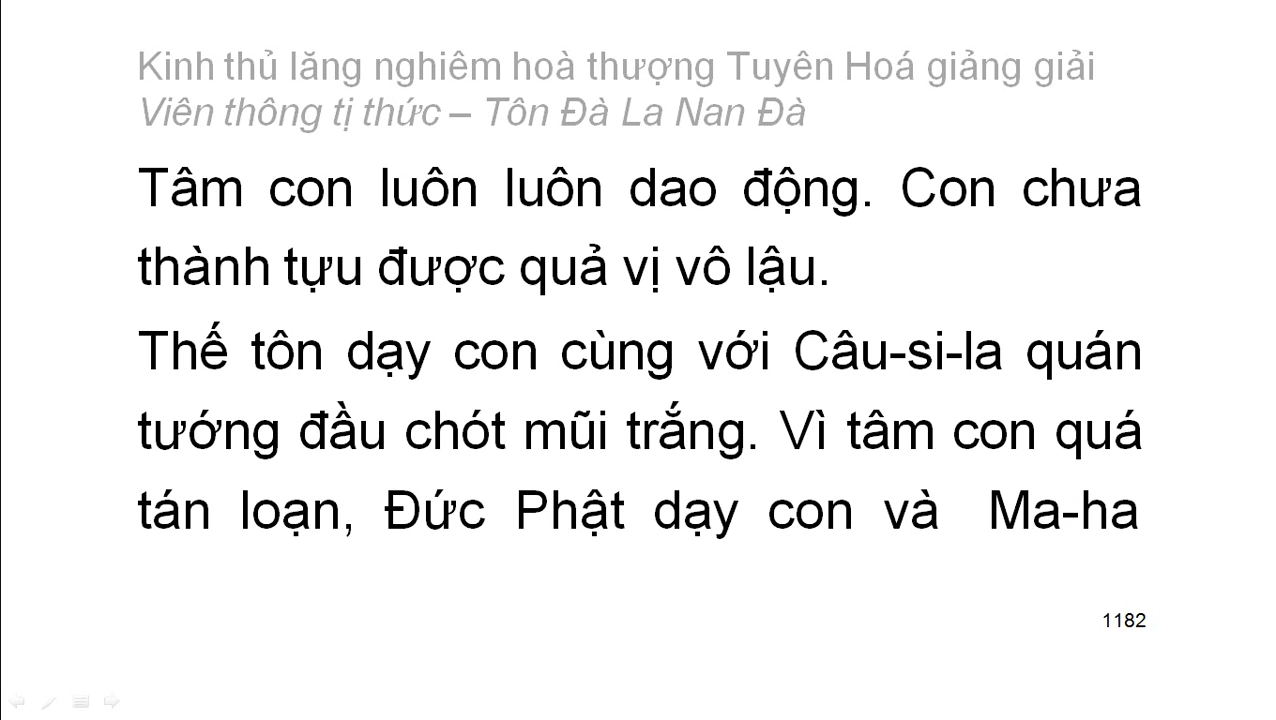 Kinh thủ lăng nghiêm hoà thượng Tuyên Hoá giảng giải
Viên thông tị thức – Tôn Đà La Nan Đà
Tâm con luôn luôn dao động. Con chưa
thành tựu được quả vị vô lậu.
Thế tôn dạy con cùng với Câu-si-la quán
tướng đầu chót mũi trắng. Vì tâm con quá
tán loạn, Đức Phật dạy con và Ma-ha
1182